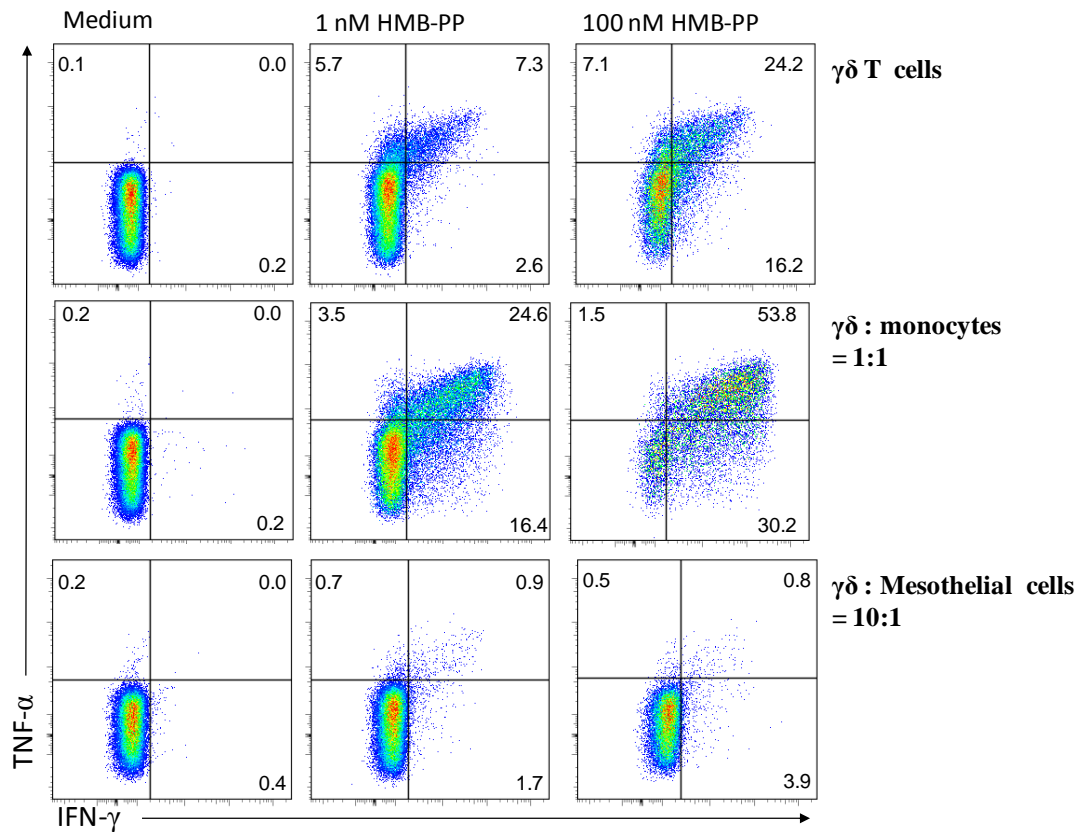 Medium 1 nM HMB-PP 100 nM HMB-PP
0.1 0.0 5.7 7.3 7.1 24.2
γδ T cells
0.2 2.6 16.2
0.2 0.0 3.5 24.6 1.5 53.8
γδ : monocytes
= 1:1
0.2 16.4 30.2
0.2 0.0 0.7 0.9 0.5 0.8
γδ : Mesothelial cells
= 10:1
0.4 1.7 3.9
TNF-α
IFN-γ